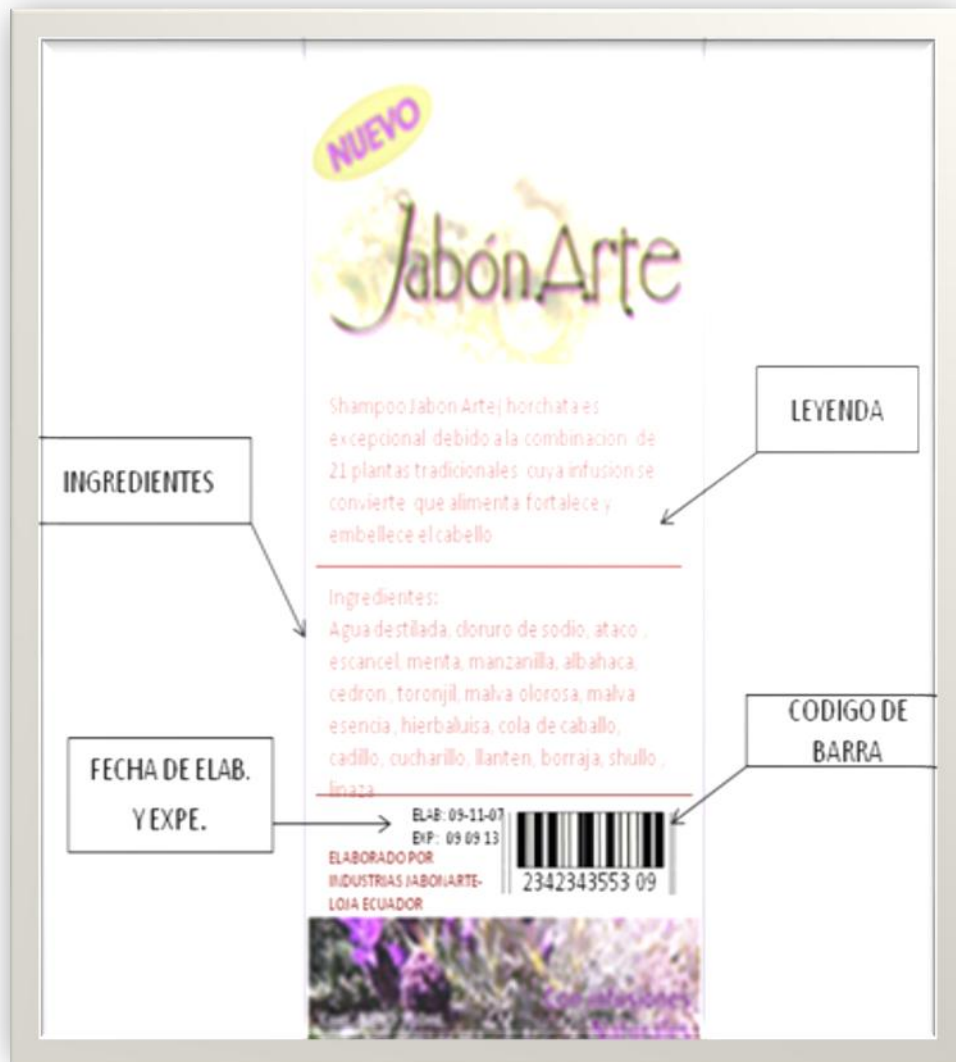 NUEVO
JabónArte
Shampoo Jabon Arte( horchata es
excepcional debido a la combinacion de
21 plantas tradicionales cuya infusion se
convierte que alimenta fortalece y
embellece el cabello
LEYENDA
INGREDIENTES
Ingredientes:
Agua destilada, cloruro de sodio, ataco ,
escancel, menta, manzanilla, albahaca,
cedron , toronjil, malva olorosa, malva
esencia , hierbaluisa, cola de caballo,
cadillo, cucharillo, llanten, borraja, shullo ,
linaza
CODIGO DE
BARRA
FECHA DE ELAB.
Y EXPE.
ELAB: 09-11-07
EXP: 09 09 13
ELABORADO POR
INDUSTRIAS JABONARTE-
LOJA ECUADOR
2342343553 09
Con infusiones
Naturales